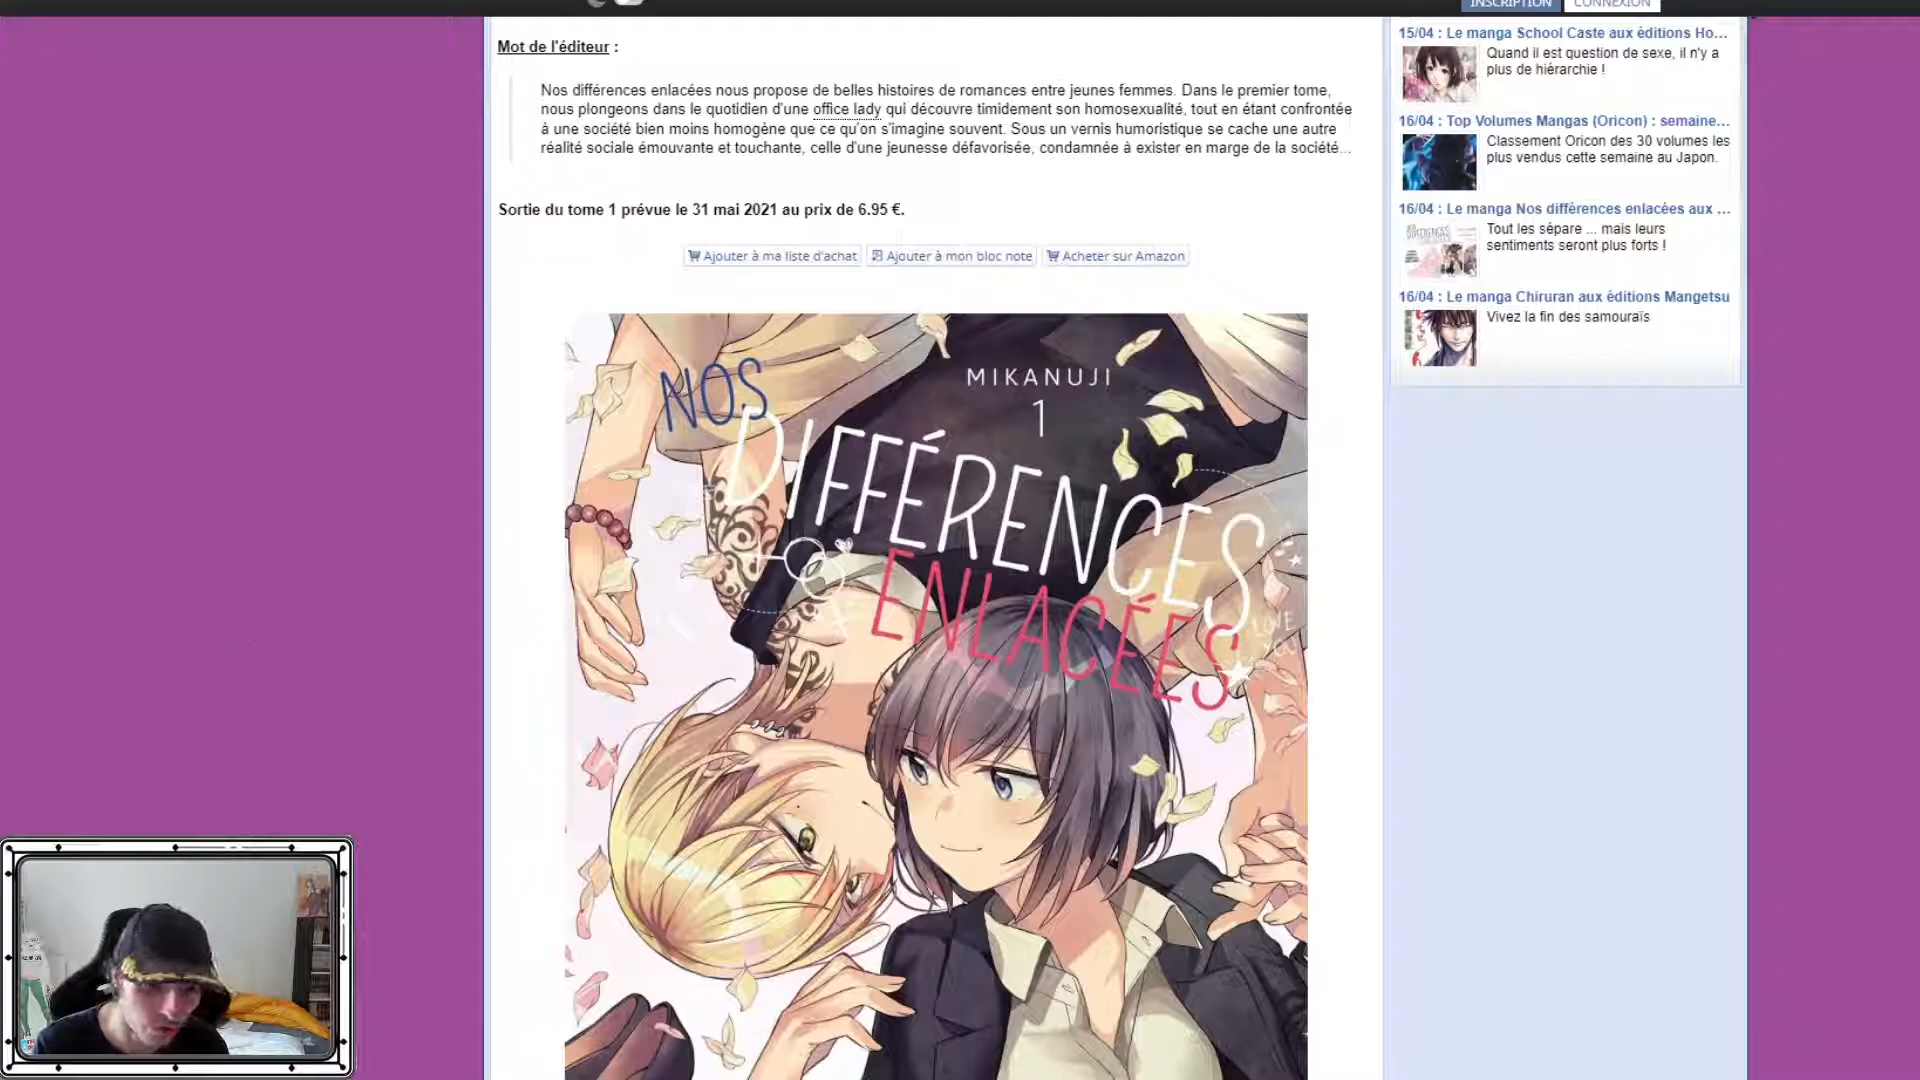 INSCRIPTION
CONNEXION
Mot de l'éditeur :
Nos différences enlacées nous propose de belles histoires de romances entre jeunes femmes. Dans le premier tome,
nous plongeons dans le quotidien d'une office lady qui découvre timidement son homosexualité, tout en étant confrontée
à une société bien moins homogène que ce qu'on s'imagine souvent. Sous un vernis humoristique se cache une autre
réalité sociale émouvante et touchante, celle d'une jeunesse défavorisée, condamnée à exister en marge de la société...
Sortie du tome 1 prévue le 31 mai 2021 au prix de 6.95 €.
Ajouter à ma liste d'achat
Ajouter à mon bloc note
Acheter sur Amazon
MIKANUJI
1
NOS
DIFFÉRENCES
ENLACÉES
LOVE
YOU
15/04 : Le manga School Caste aux éditions Ho...
Quand il est question de sexe, il n'y a
plus de hiérarchie !
16/04 : Top Volumes Mangas (Oricon) : semaine...
Classement Oricon des 30 volumes les
plus vendus cette semaine au Japon.
16/04 : Le manga Nos différences enlacées aux ...
Tout les sépare ... mais leurs
sentiments seront plus forts !
16/04 : Le manga Chiruran aux éditions Mangetsu
Vivez la fin des samouraïs